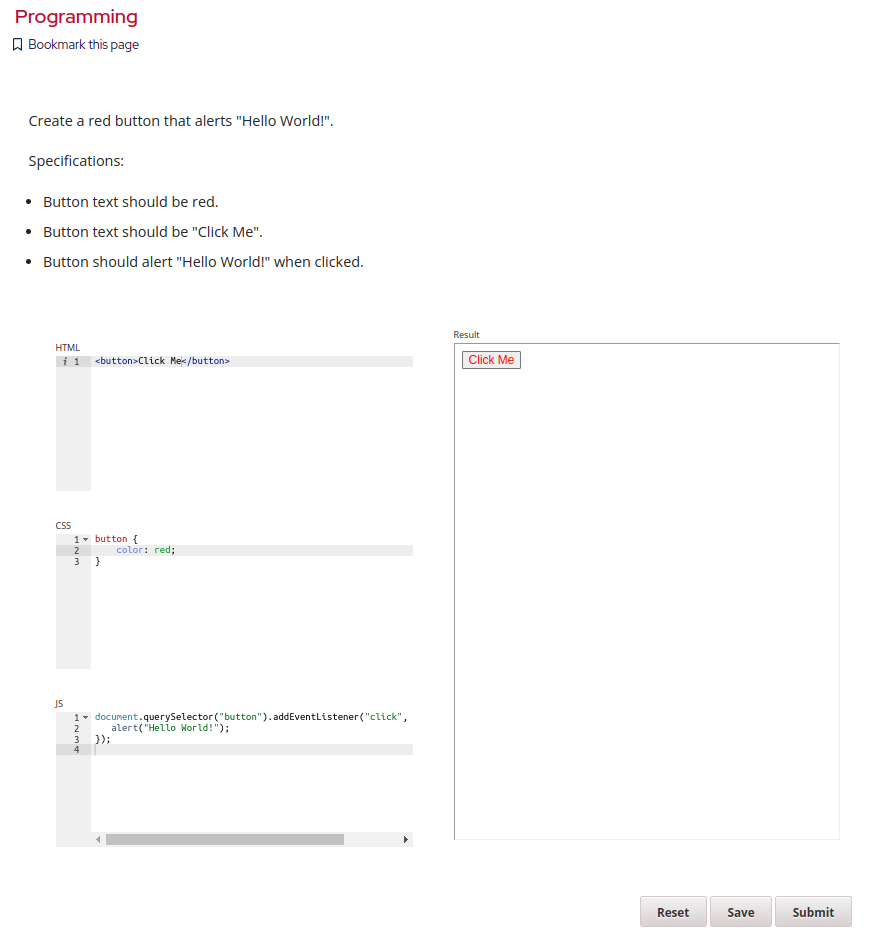 Programming
Bookmark this page
Create a red button that alerts "Hello World!".
Specifications:
Button text should be red.
Button text should be "Click Me".
Button should alert "Hello World!" when clicked.
HTML
i 1 <button>Click Me</button>
CSS
1 button {
2 color: red;
3 }
JS
1 document.querySelector("button").addEventListener("click",
2 alert("Hello World!");
3 });
4
Result
Click Me
Reset Save Submit